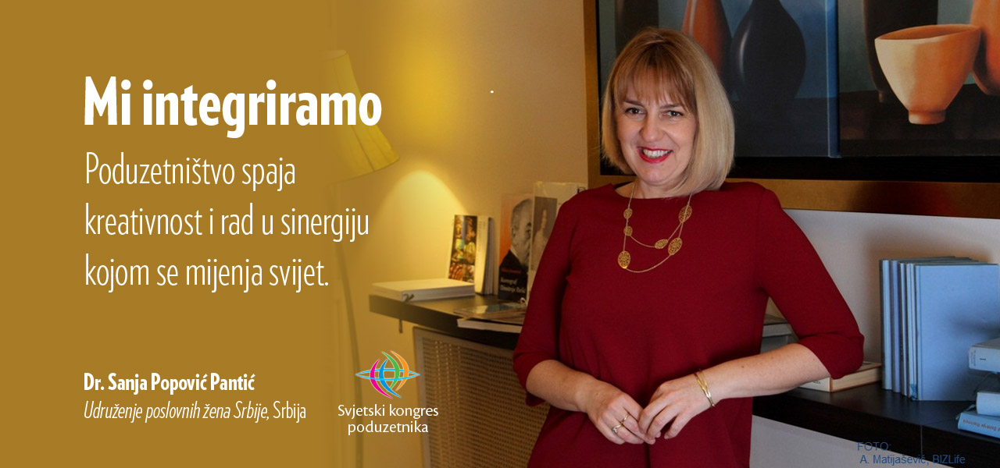 Mi integriramo
Poduzetništvo spaja
kreativnost i rad u sinergiju
kojom se mijenja svijet.
Dr. Sanja Popović Pantić
Udruženje poslovnih žena Srbije, Srbija
Svjetski kongres
poduzetnika
FOTO:
A. Matijašević, BIZLife